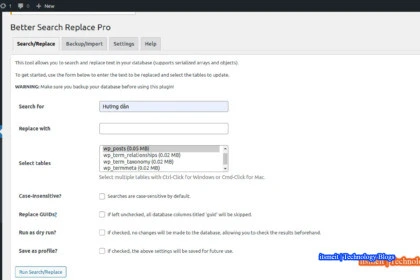 0 + New
Better Search Replace Pro
Search/Replace Backup/Import Settings Help
This tool allows you to search and replace text in your database (supports serialized arrays and objects).
To get started, use the form below to enter the text to be replaced and select the tables to update.
WARNING: Make sure you backup your database before using this plugin!
Search for Hướng dẫn
Replace with
Select tables
wp_posts (0.03 MB)
wp_term_relationships (0.02 MB)
wp_term_taxonomy (0.02 MB)
wp_termmeta (0.02 MB)
Select multiple tables with Ctrl-Click for Windows or Cmd-Click for Mac.
Case-Insensitive? Searches are case-sensitive by default.
Replace GUIDs? If left unchecked, all database columns titled 'guid' will be skipped.
Run as dry run? If checked, no changes will be made to the database, allowing you to check the results beforehand.
Save as profile? If checked, the above settings will be saved for future use.
Run Search/Replace
itsmeit Technology Blogs